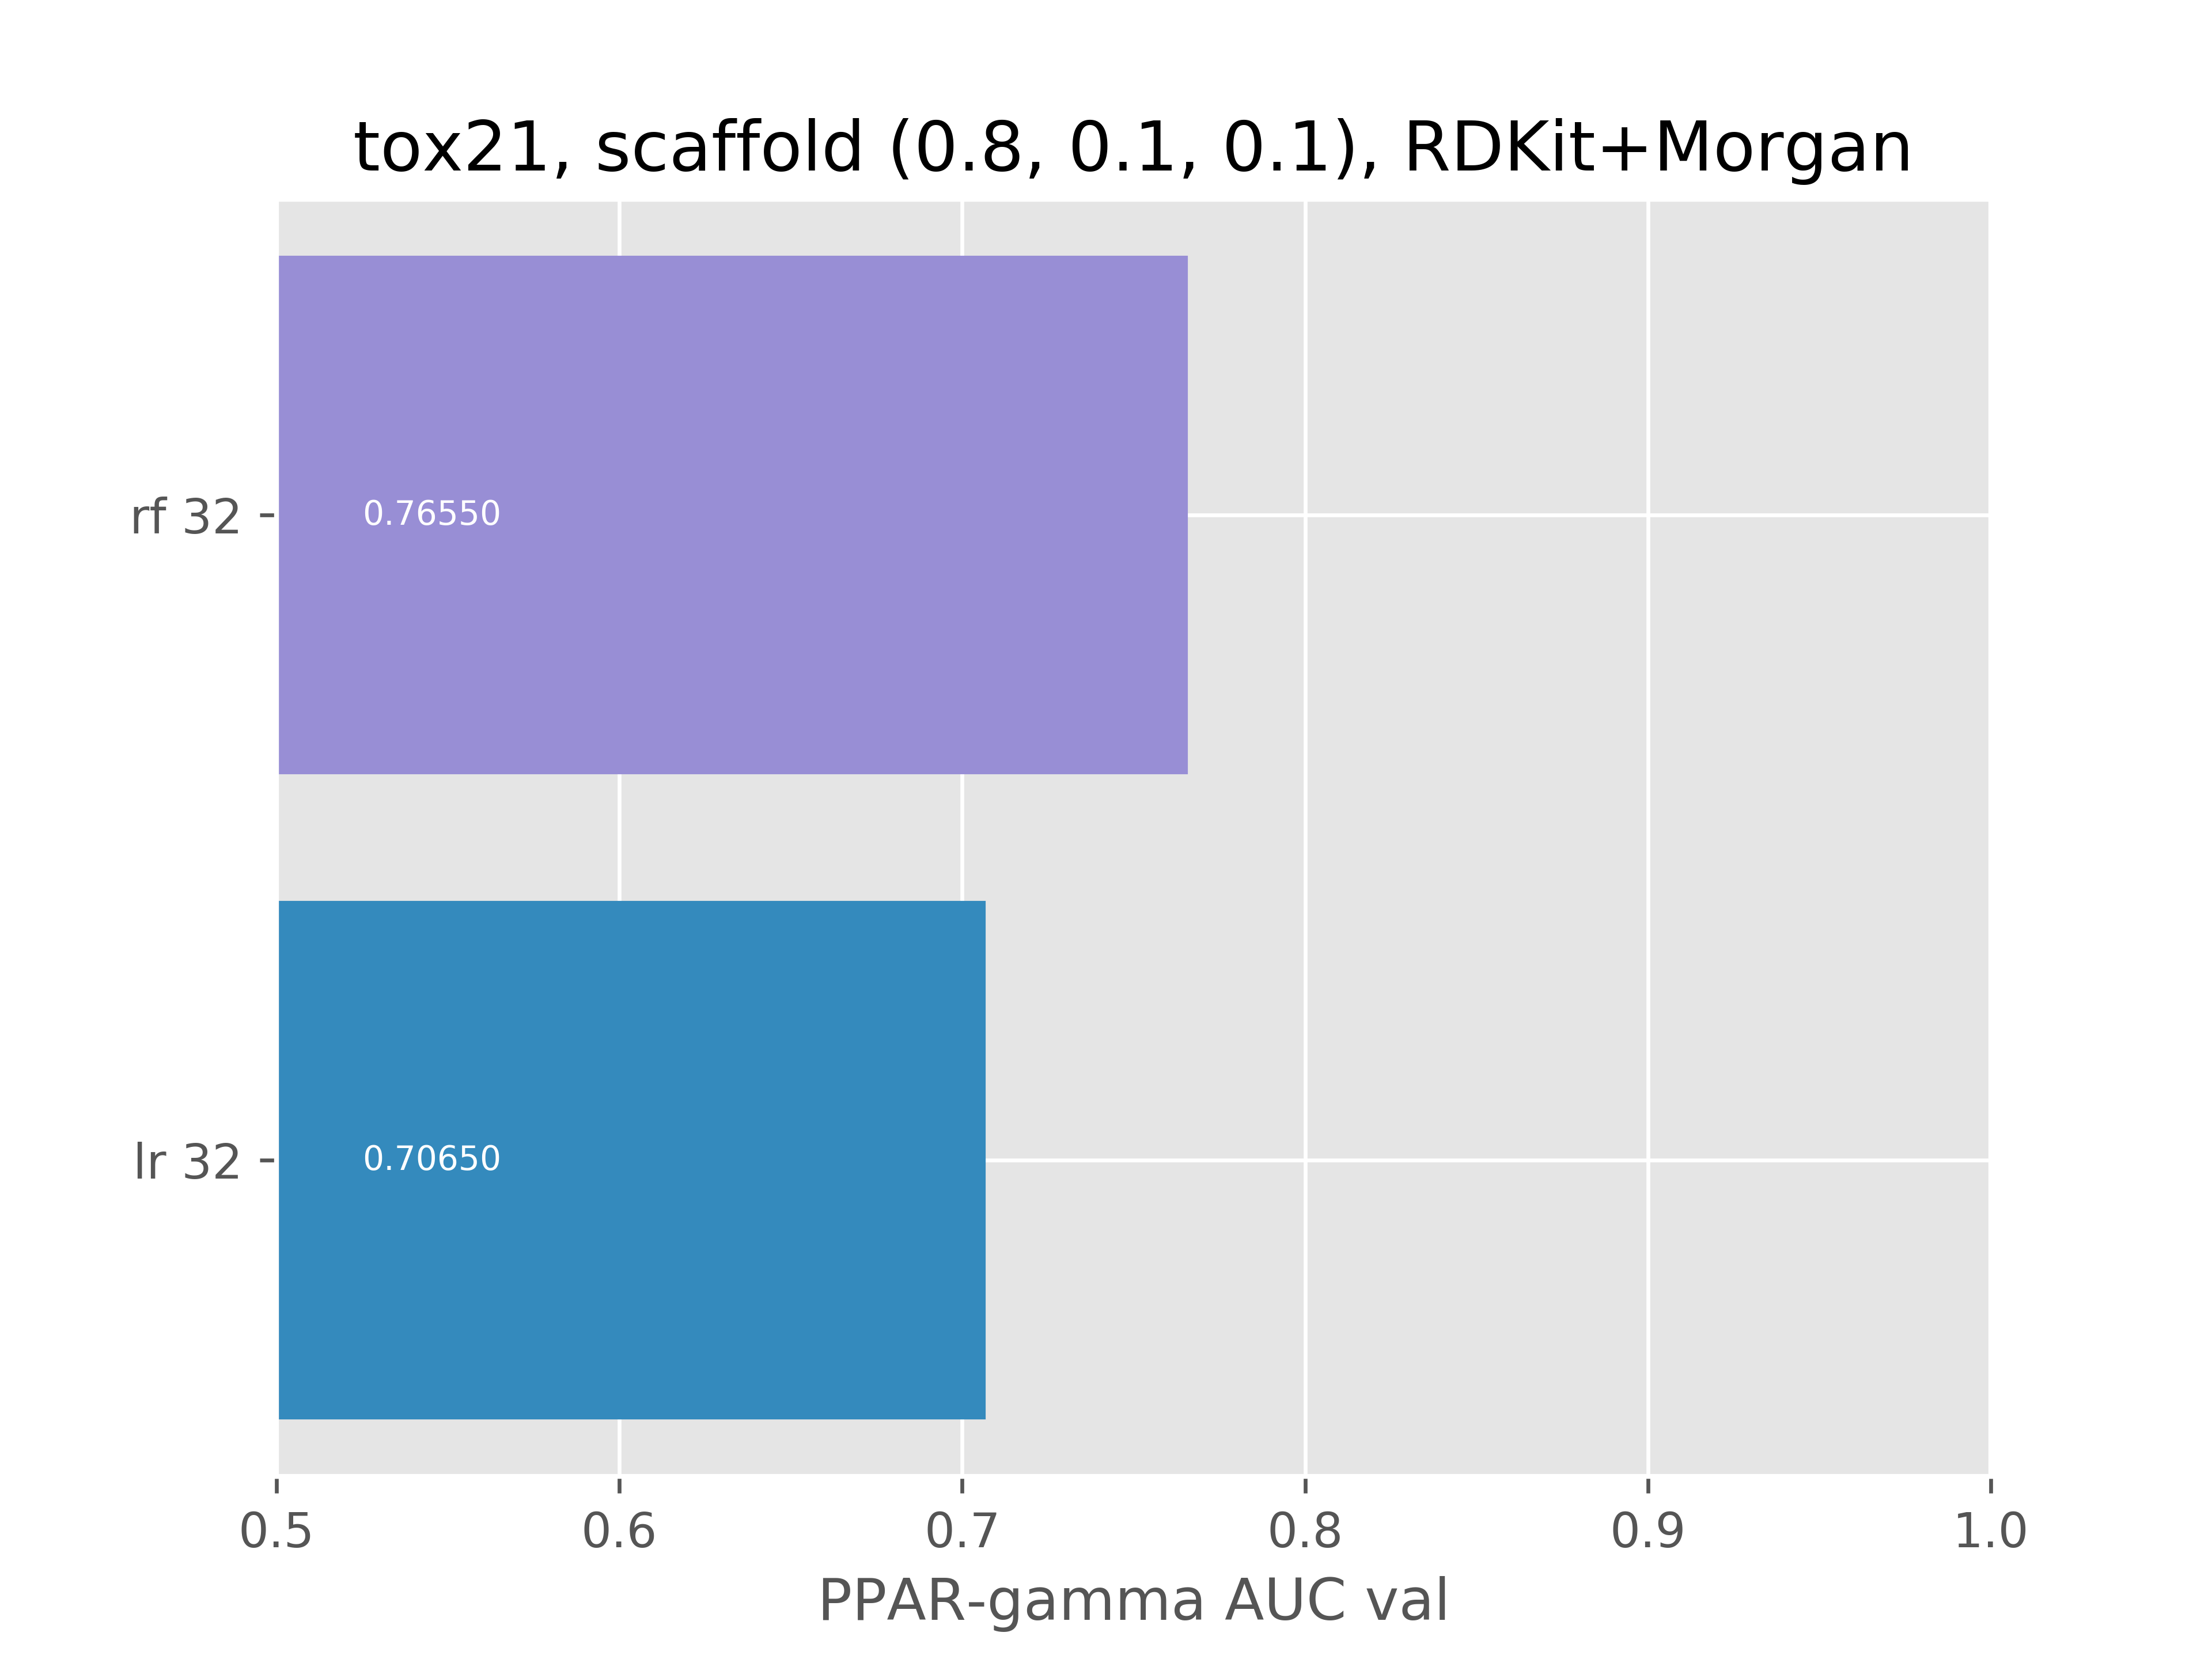 tox21, scaffold (0.8, 0.1, 0.1), RDKit+Morgan
rf 32
0.76550
lr 32
0.70650
0.5 0.6 0.7 0.8 0.9 1.0
PPAR-gamma AUC val